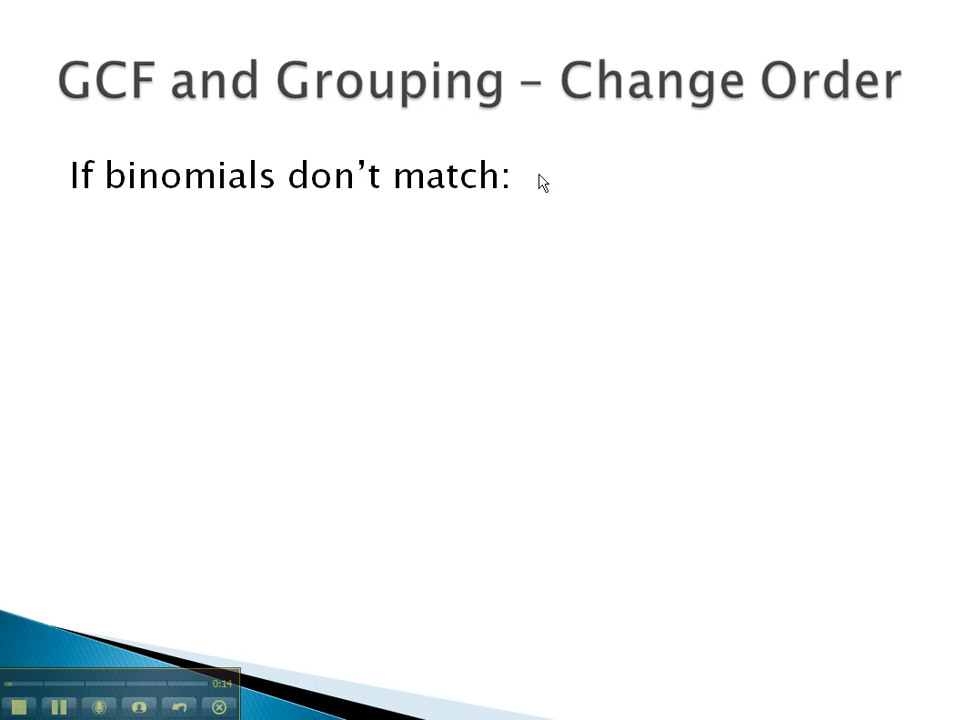 GCF and Grouping – Change Order
If binomials don’t match:
0:14